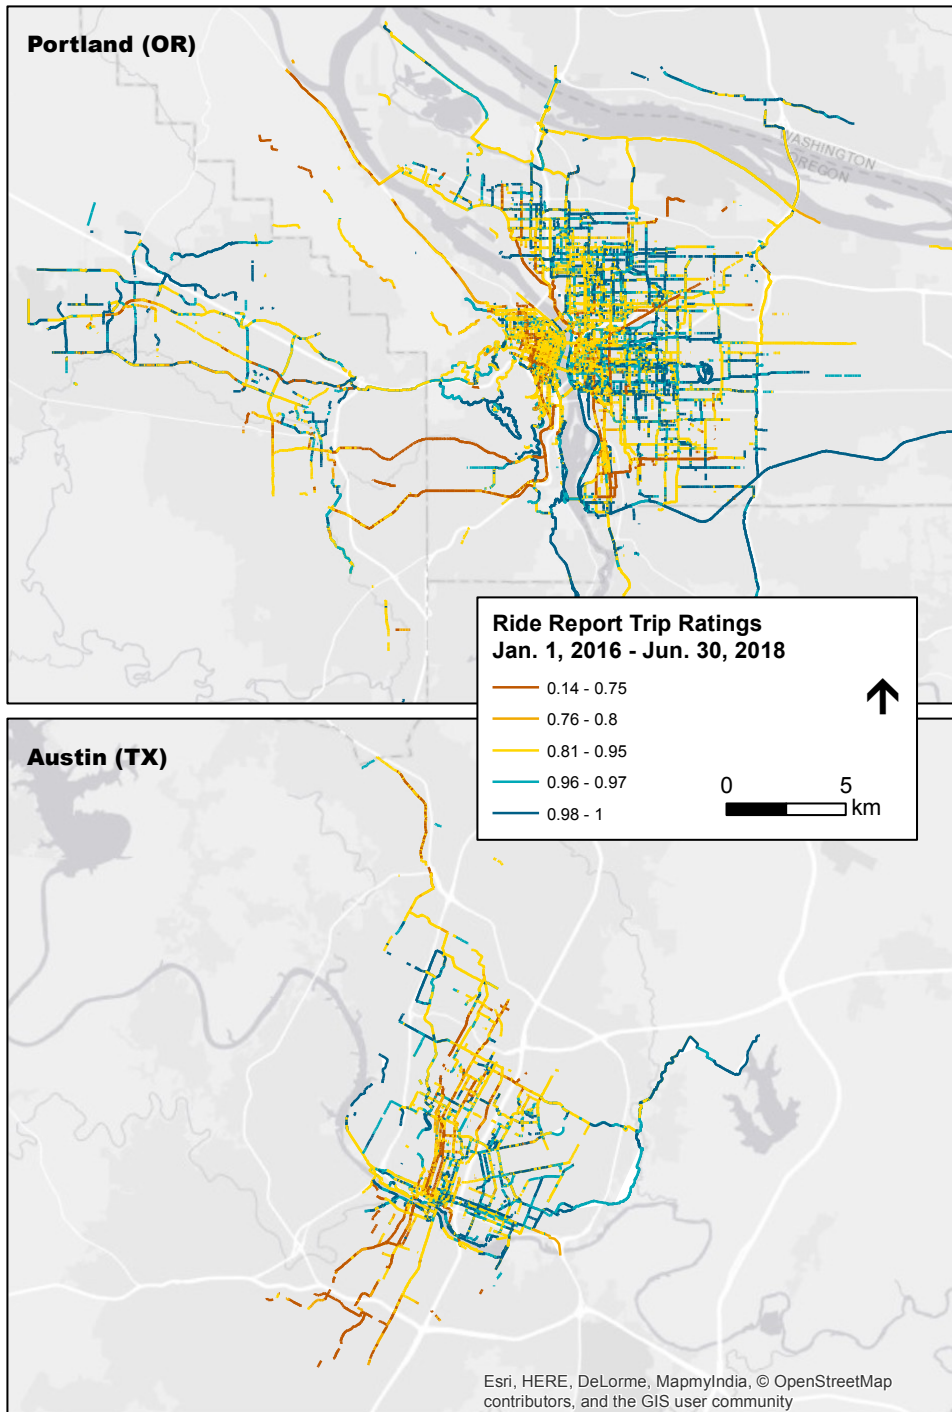 Portland (OR)
WASHINGTON
OREGON
Ride Report Trip Ratings
Jan. 1, 2016 - Jun. 30, 2018
0.14 - 0.75
0.76 - 0.8
0.81 - 0.95
0.96 - 0.97
0.98 - 1
0 5
km
Austin (TX)
Esri, HERE, DeLorme, MapmyIndia, © OpenStreetMap
contributors, and the GIS user community